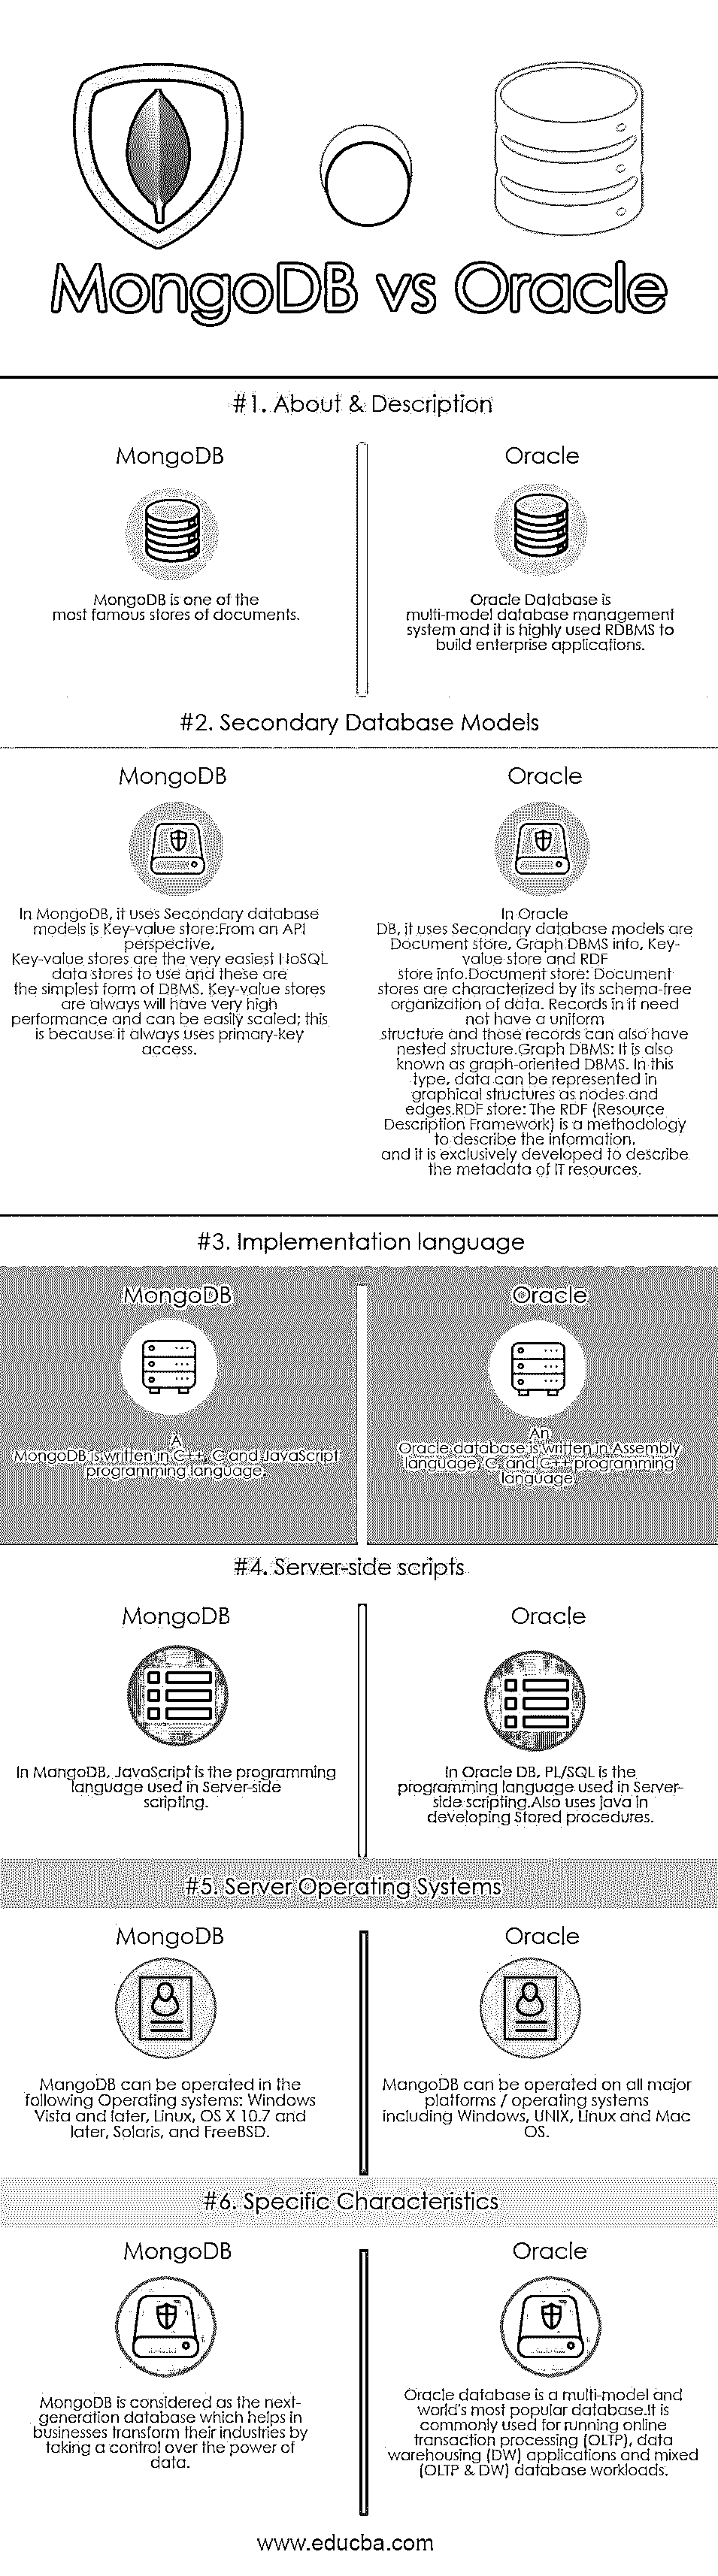 MongoDB vs Oracle
#1. About & Description
MongoDB
MongoDB is one of the
most famous stores of documents.
Oracle
Oracle Database is
multi-model database management
system and it is highly used RDBMS to
build enterprise applications.
#2. Secondary Database Models
MongoDB
In MongoDB, it uses Secondary database
models is Key-value store:From an API
perspective,
Key-value stores are the very easiest NoSQL
data stores to use and these are
the simplest form of DBMS. Key-value stores
are always will have very high
performance and can be easily scaled; this
is because it always uses primary-key
access.
Oracle
In Oracle
DB, it uses Secondary database models are
Document store, Graph DBMS info, Key-
value store and RDF
store info.Document store: Document
stores are characterized by its schema-free
organization of data. Records in it need
not have a uniform
structure and those records can also have
nested structure.Graph DBMS: It is also
known as graph-oriented DBMS. In this
type, data can be represented in
graphical structures as nodes and
edges.RDF store: The RDF (Resource
Description Framework) is a methodology
to describe the information,
and it is exclusively developed to describe
the metadata of IT resources.
#3. Implementation language
MongoDB
A
MongoDB is written in C++, C and JavaScript
programming language.
Oracle
An
Oracle database is written in Assembly
language, C, and C++ programming
language.
#4. Server-side scripts
MongoDB
In MangoDB, JavaScript is the programming
language used in Server-side
scripting.
Oracle
In Oracle DB, PL/SQL is the
programming language used in Server-
side scripting.Also uses java in
developing Stored procedures.
#5. Server Operating Systems
MongoDB
MangoDB can be operated in the
following Operating systems: Windows
Vista and later, Linux, OS X 10.7 and
later, Solaris, and FreeBSD.
Oracle
MangoDB can be operated on all major
platforms / operating systems
including Windows, UNIX, Linux and Mac
OS.
#6. Specific Characteristics
MongoDB
MongoDB is considered as the next-
generation database which helps in
businesses transform their industries by
taking a control over the power of
data.
Oracle
Oracle database is a multi-model and
world's most popular database.It is
commonly used for running online
transaction processing (OLTP), data
warehousing (DW) applications and mixed
(OLTP & DW) database workloads.
www.educba.com